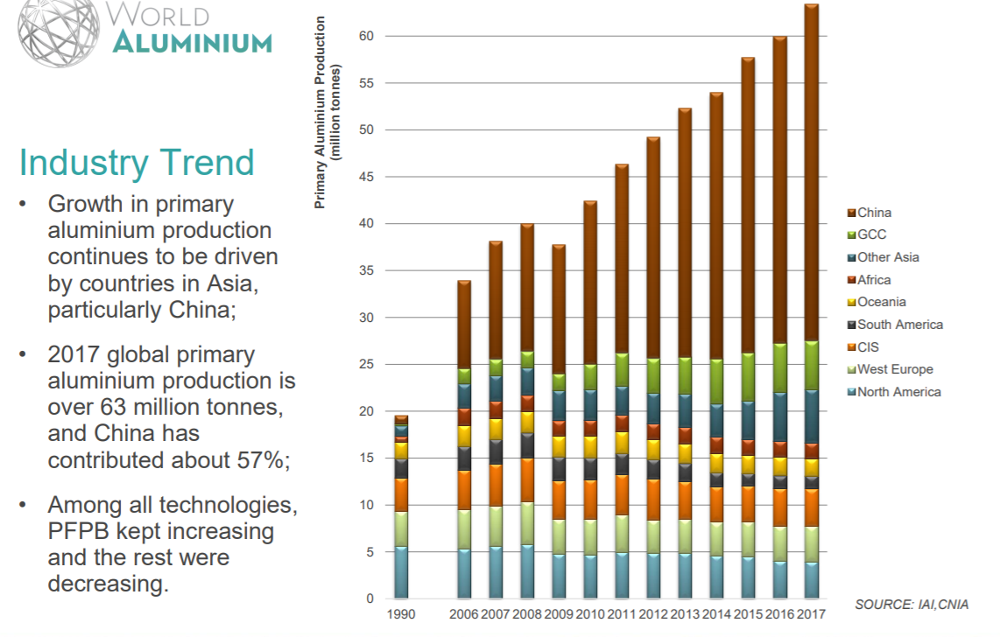 WORLD
ALUMINIUM
Industry Trend
• Growth in primary
aluminium production
continues to be driven
by countries in Asia,
particularly China;
• 2017 global primary
aluminium production is
over 63 million tonnes,
and China has
contributed about 57%;
• Among all technologies,
PFPB kept increasing
and the rest were
decreasing.
Primary Aluminium Production
(million tonnes)
60
55
50
45
40
35
30
25
20
15
10
5
0
1990 2006 2007 2008 2009 2010 2011 2012 2013 2014 2015 2016 2017
China
GCC
Other Asia
Africa
Oceania
South America
CIS
West Europe
North America
SOURCE: IAI,CNIA